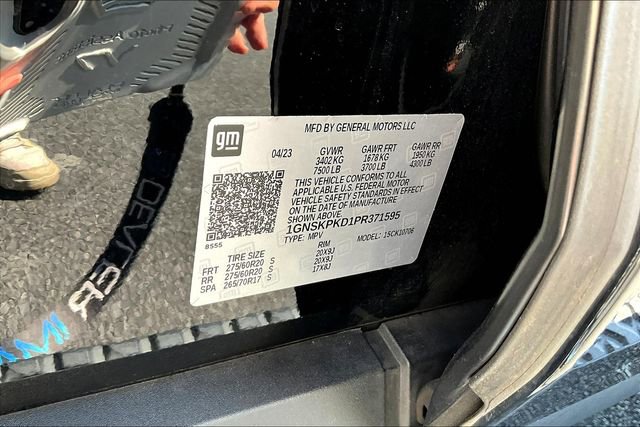 gm
MFD BY GENERAL MOTORS LLC
04/23 GVWR GAWR FRT GAWR RR
3402 KG 1678 KG 1950 KG
7500 LB 3700 LB 4300 LB
THIS VEHICLE CONFORMS TO ALL
APPLICABLE U.S. FEDERAL MOTOR
VEHICLE SAFETY STANDARDS IN EFFECT
ON THE DATE OF MANUFACTURE
SHOWN ABOVE.
1GNSKPKD1PR371595
TYPE: MPV MODEL: 15CK10706
8555
TIRE SIZE RIM
FRT 275/60R20 S 20X9J
RR 275/60R20 S 20X9J
SPA 265/70R17 S 17X8J